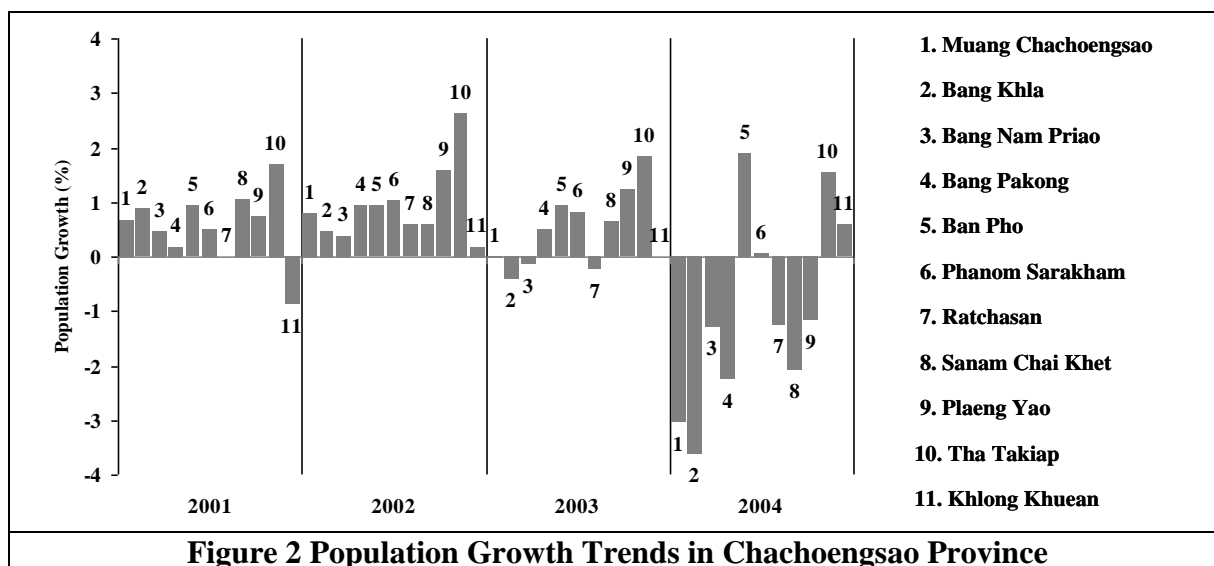 4
3
2
1
0
-1
-2
-3
-4
Population Growth (%)
1 2 3 4 5 6 7 8 9 10 11
1 2 3 4 5 6 7 8 9 10 11
1 2 3 4 5 6 7 8 9 10 11
1 2 3 4 5 6 7 8 9 10 11
2001 2002 2003 2004
1. Muang Chachoengsao
2. Bang Khla
3. Bang Nam Priao
4. Bang Pakong
5. Ban Pho
6. Phanom Sarakham
7. Ratchasan
8. Sanam Chai Khet
9. Plaeng Yao
10. Tha Takiap
11. Khlong Khuean
Figure 2 Population Growth Trends in Chachoengsao Province